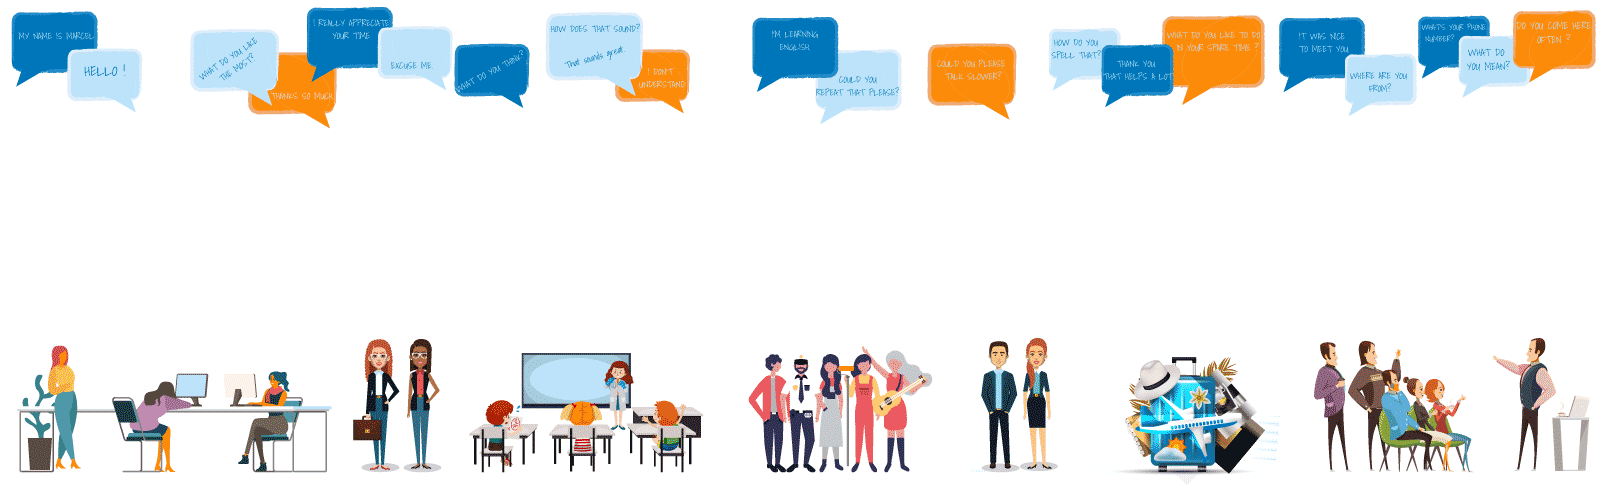 MY NAME IS MARCEL
HELLO !
WHAT DO YOU LIKE
THE MOST?
THANKS SO MUCH
I REALLY APPRECIATE
YOUR TIME
EXCUSE ME
WHAT DO YOU THINK?
HOW DOES THAT SOUND?
That sounds great.
I DON'T
UNDERSTAND
I'M LEARNING
ENGLISH
COULD YOU
REPEAT THAT PLEASE?
COULD YOU PLEASE
TALK SLOWER?
HOW DO YOU
SPELL THAT?
THANK YOU
THAT HELPS A LOT
WHAT DO YOU LIKE TO DO
IN YOUR SPARE TIME ?
IT WAS NICE
TO MEET YOU
WHERE ARE YOU
FROM?
WHAT'S YOUR PHONE
NUMBER?
WHAT DO
YOU MEAN?
DO YOU COME HERE
OFTEN ?